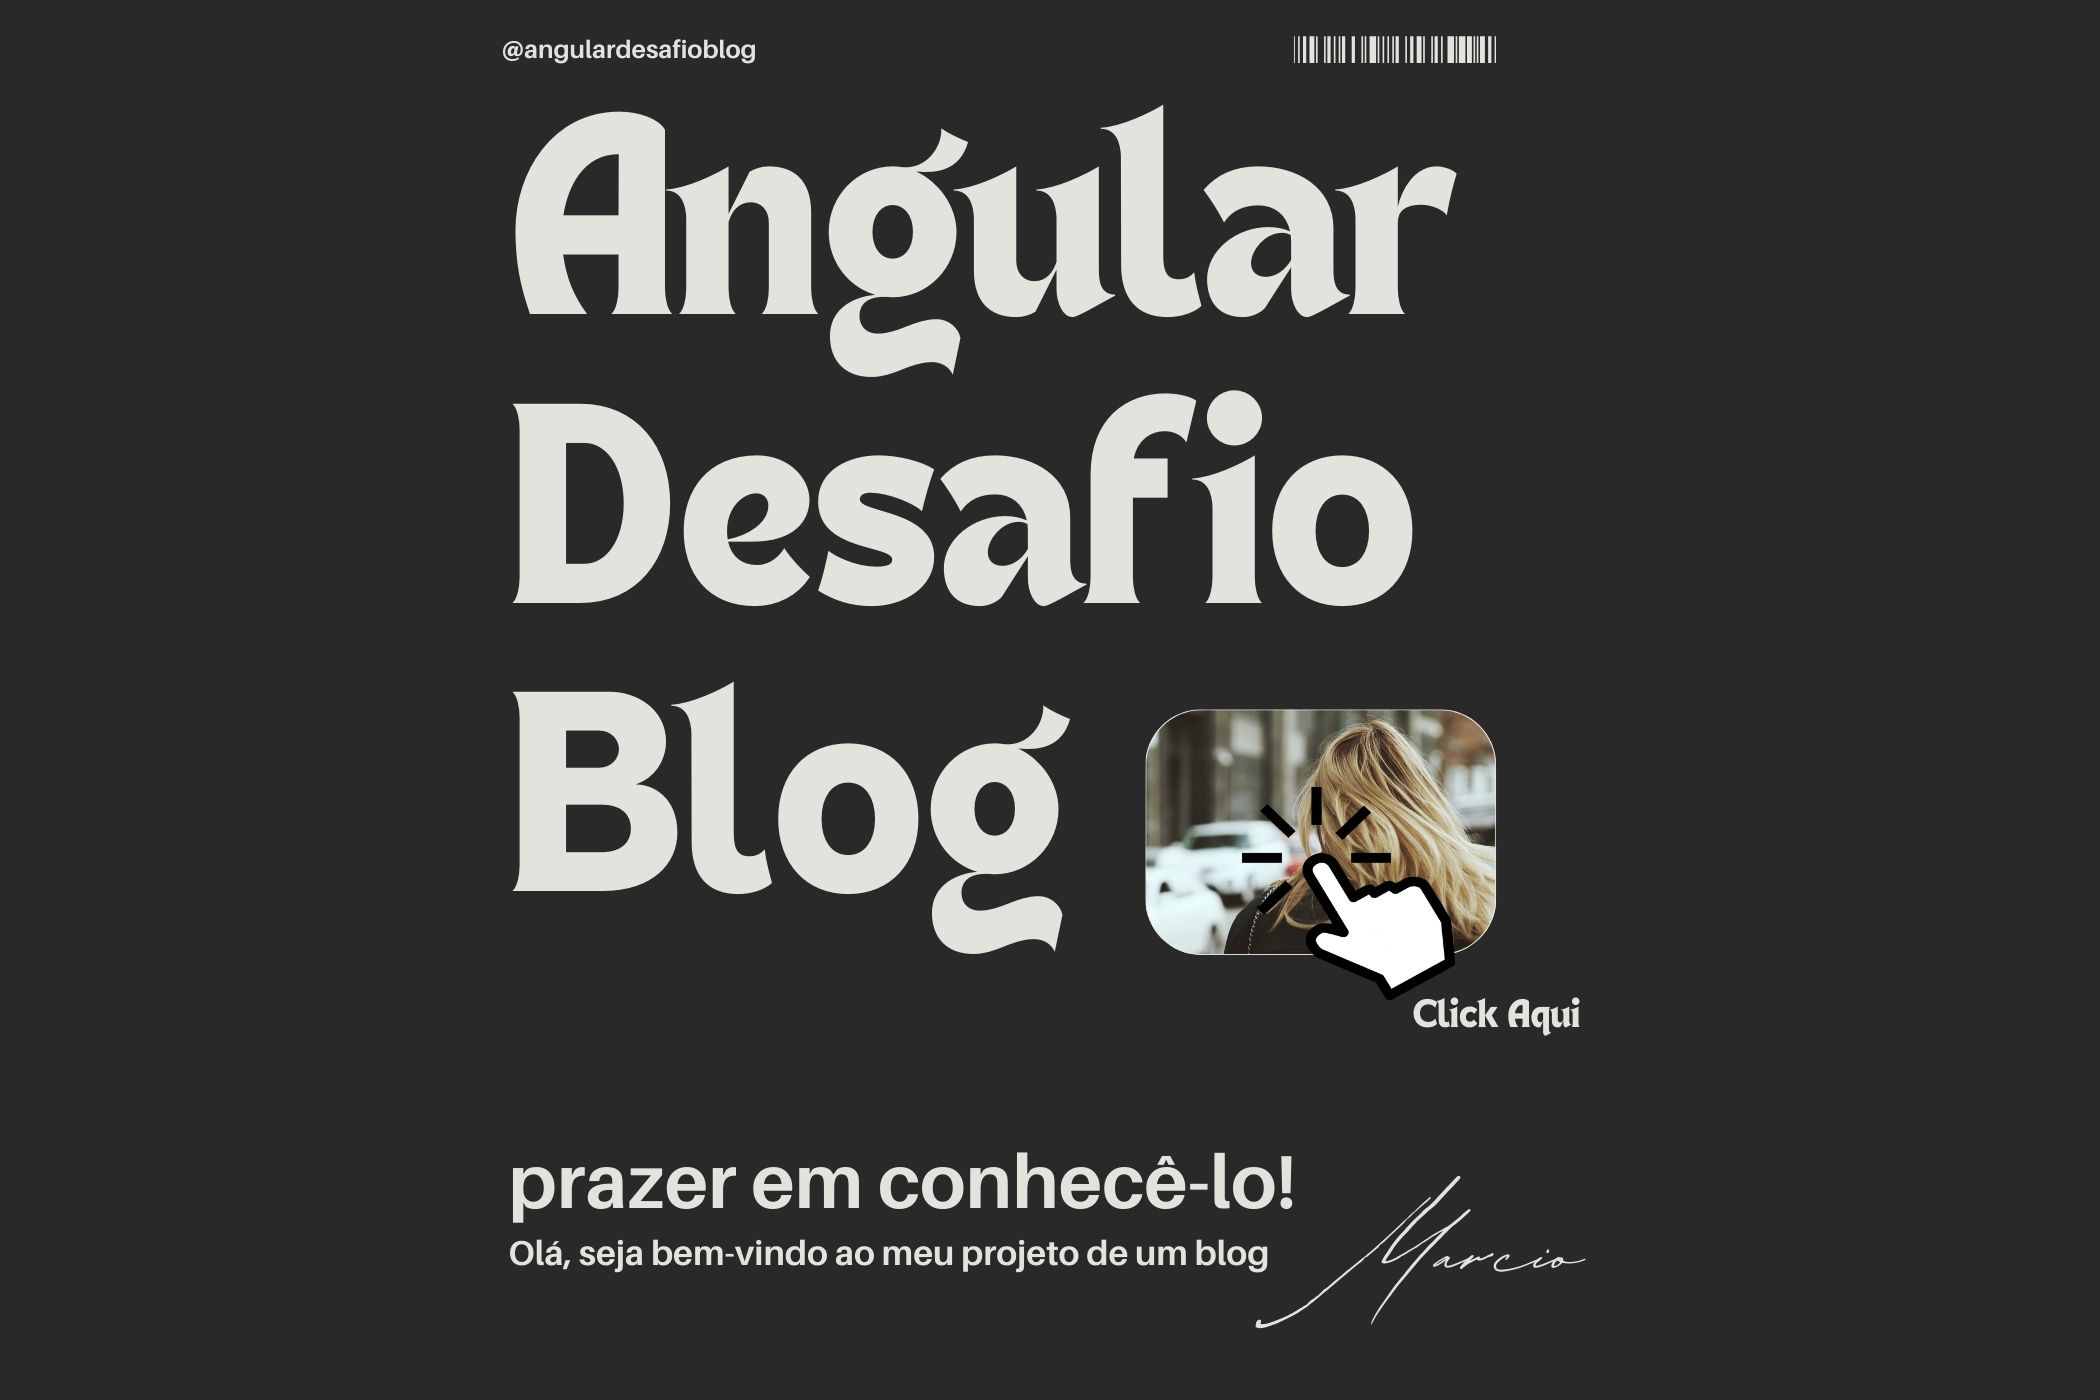 @angulardesafioblog
Angular
Desafio
Blog
Click Aqui
prazer em conhecê-lo!
Olá, seja bem-vindo ao meu projeto de um blog
Marcio